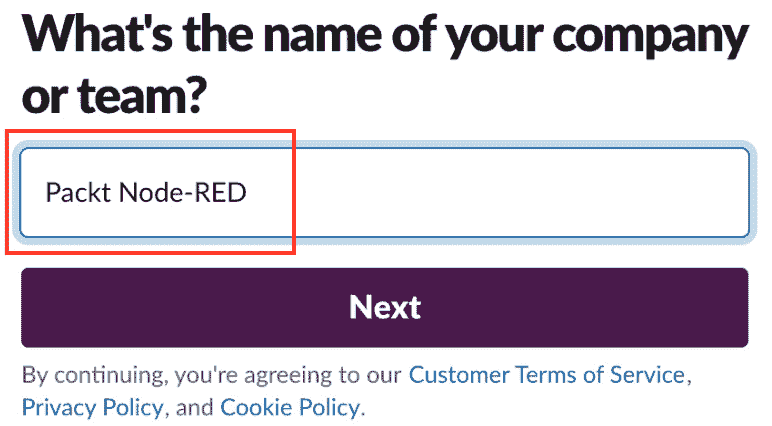 What's the name of your company
or team?
Packt Node-RED
Next
By continuing, you're agreeing to our Customer Terms of Service,
Privacy Policy, and Cookie Policy.